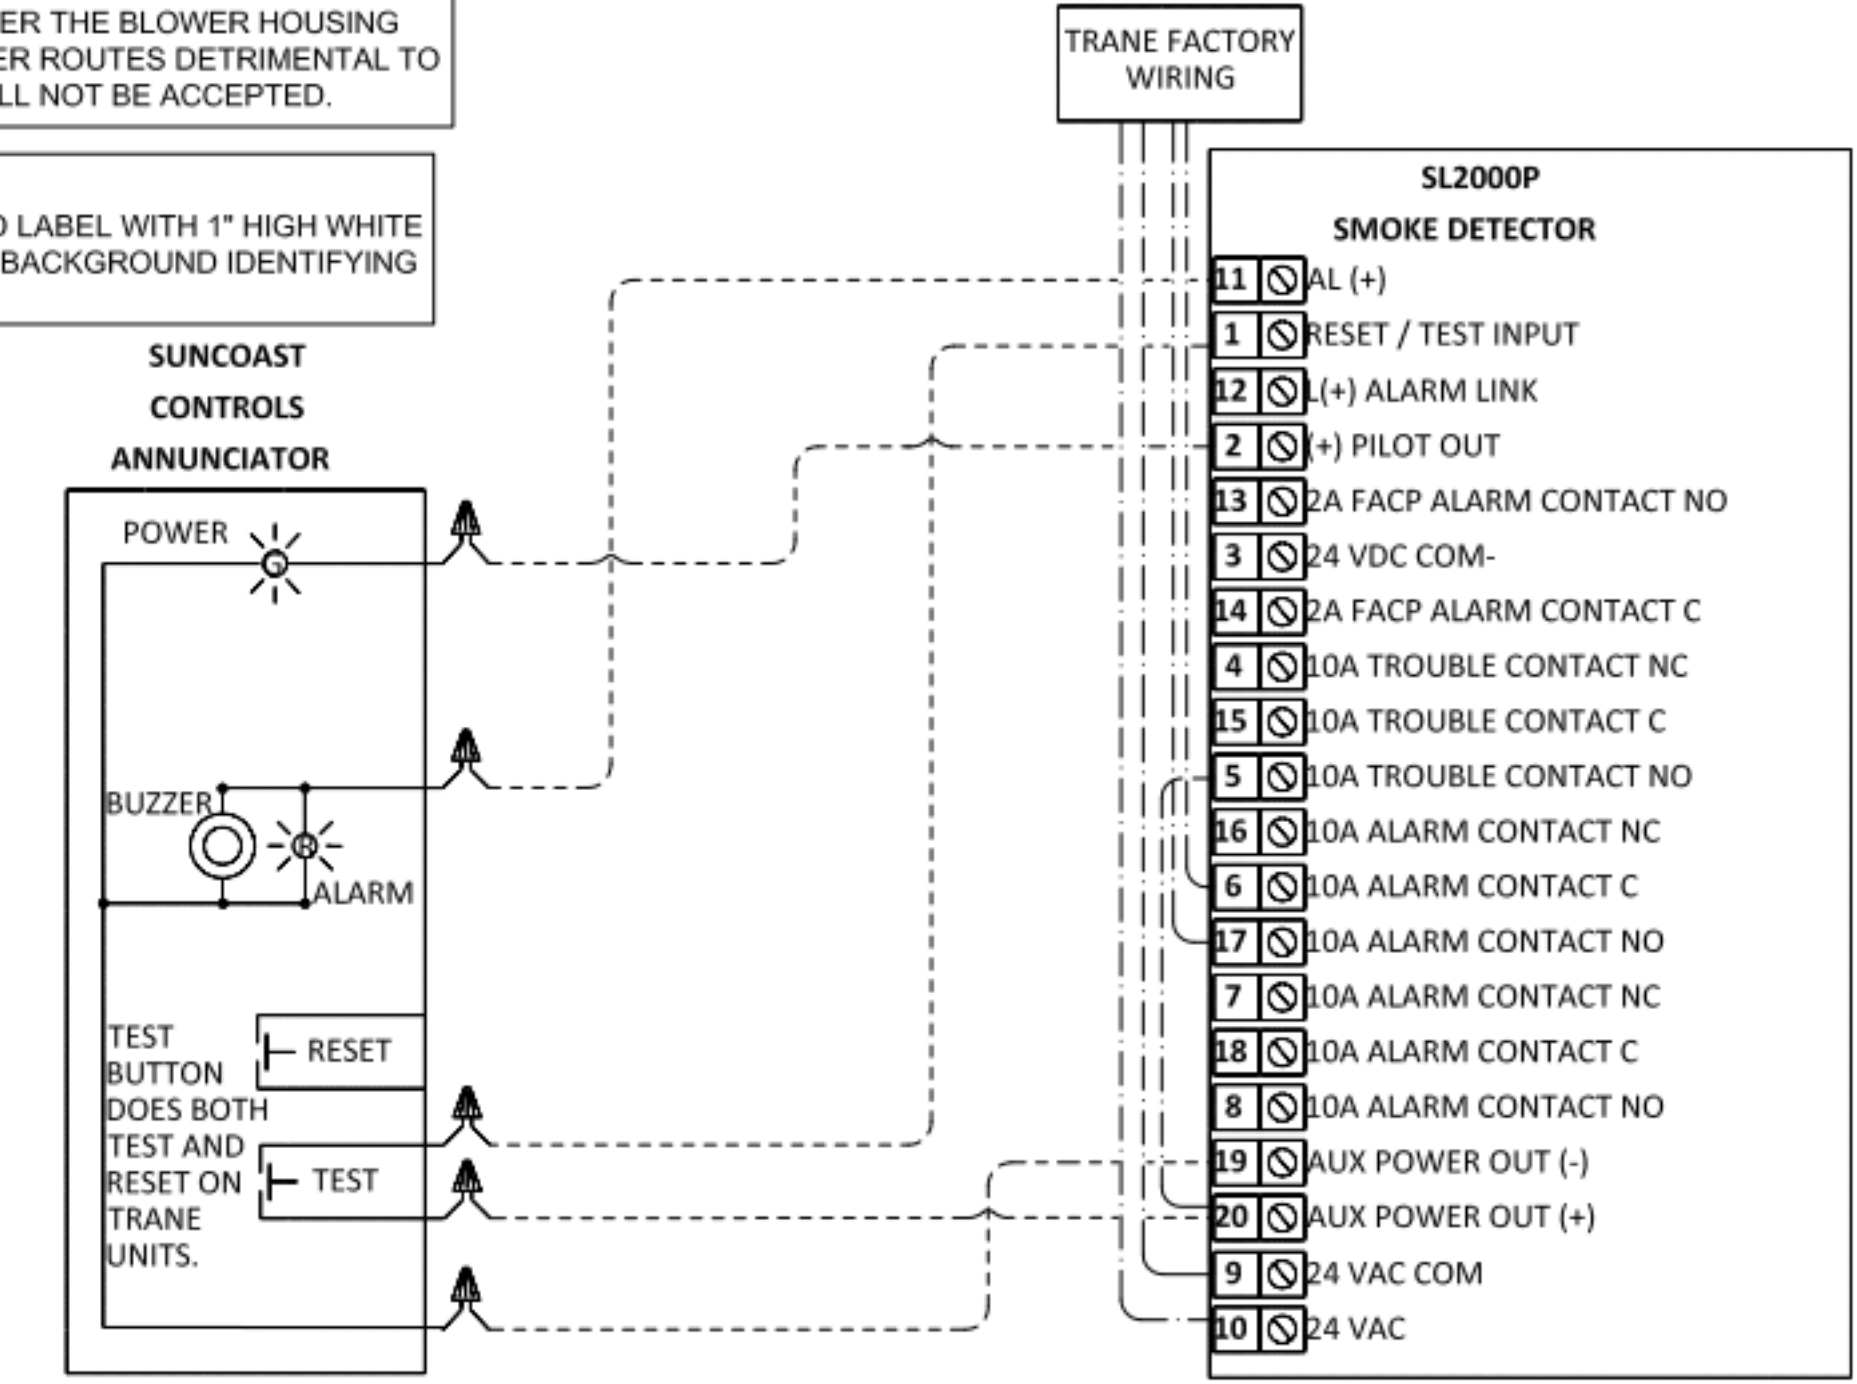 ER THE BLOWER HOUSING
ER ROUTES DETRIMENTAL TO
LL NOT BE ACCEPTED.
LABEL WITH 1" HIGH WHITE
BACKGROUND IDENTIFYING
SUNCOAST
CONTROLS
ANNUNCIATOR
POWER
G
BUZZER
R
ALARM
TEST
BUTTON
DOES BOTH
TEST AND
RESET ON
TRANE
UNITS.
RESET
TEST
TRANE FACTORY
WIRING
SL2000P
SMOKE DETECTOR
11 AL (+)
1 RESET / TEST INPUT
12 L(+) ALARM LINK
2 (+) PILOT OUT
13 2A FACP ALARM CONTACT NO
3 24 VDC COM-
14 2A FACP ALARM CONTACT C
4 10A TROUBLE CONTACT NC
15 10A TROUBLE CONTACT C
5 10A TROUBLE CONTACT NO
16 10A ALARM CONTACT NC
6 10A ALARM CONTACT C
17 10A ALARM CONTACT NO
7 10A ALARM CONTACT NC
18 10A ALARM CONTACT C
8 10A ALARM CONTACT NO
19 AUX POWER OUT (-)
20 AUX POWER OUT (+)
9 24 VAC COM
10 24 VAC